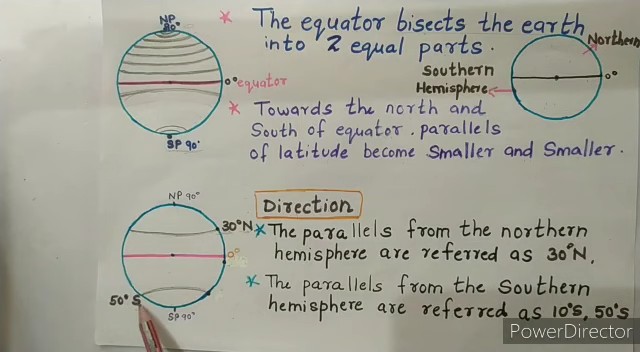 NP
90°
* The equator bisects the earth
into 2 equal parts.
Northern
Southern
Hemisphere
0°
0° equator
* Towards the north and
South of equator. parallels
of latitude become Smaller and Smaller.
SP 90°
NP 90°
Direction
30°N
* The parallels from the northern
hemisphere are referred as 30°N.
0°
* The parallels from the Southern
hemisphere are referred as 10°S, 50°S
50° S
SP 90°
PowerDirector